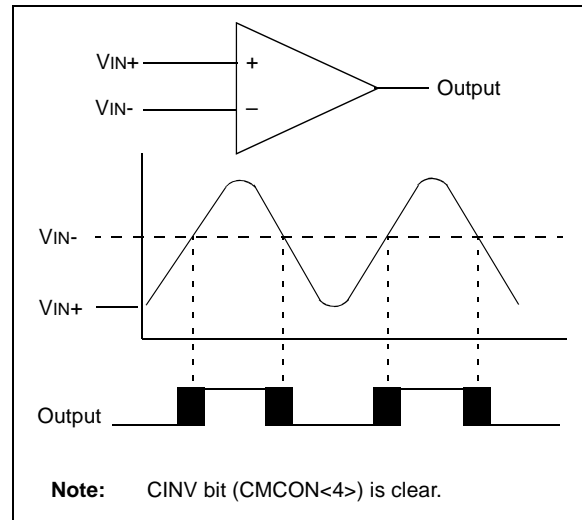 VIN+
+
Output
VIN-
–
VIN-
VIN+
Output
Note: CINV bit (CMCON<4>) is clear.